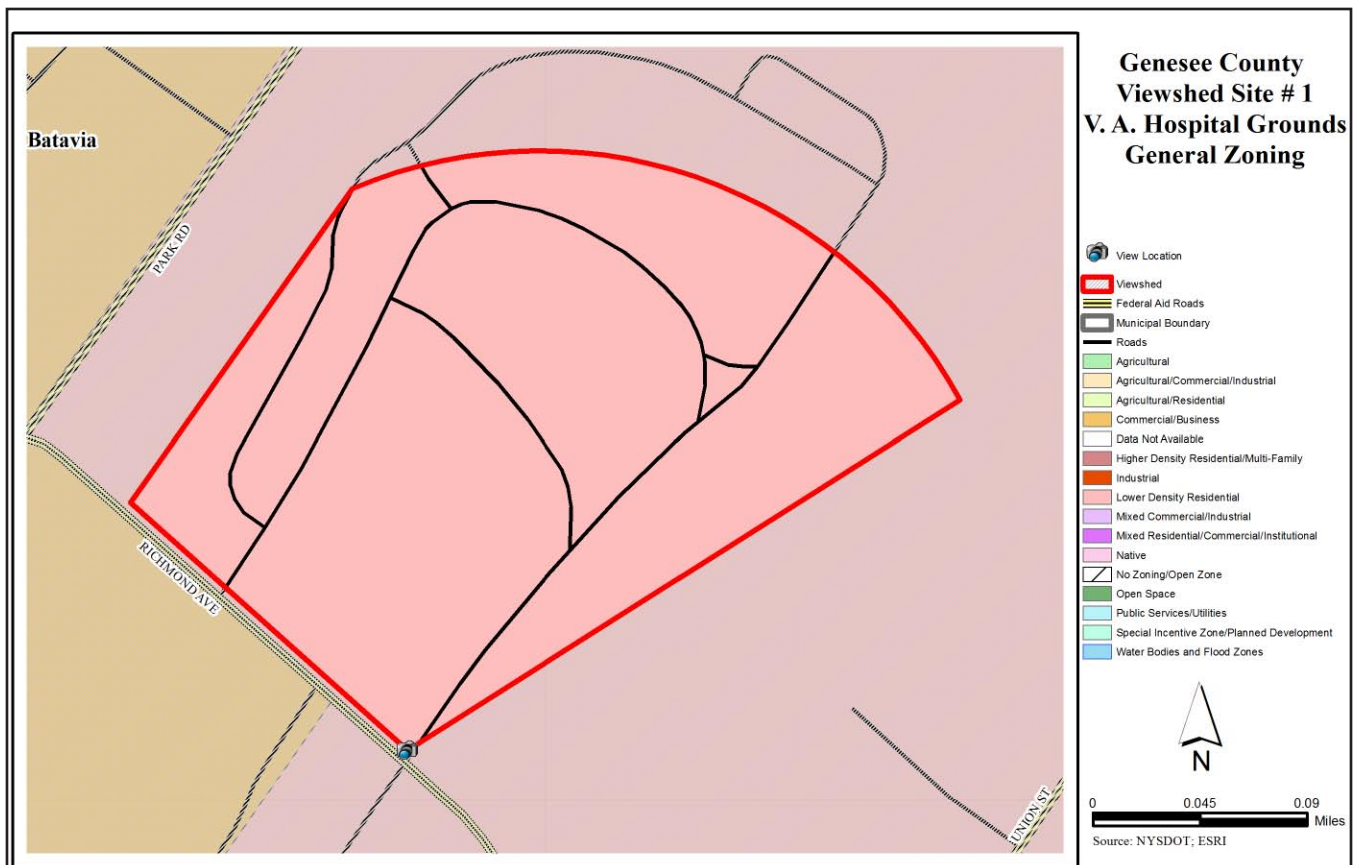 Genesee County
Viewshed Site # 1
V. A. Hospital Grounds
General Zoning
Batavia
PARK RD
RICHMOND AVE
UNION ST
View Location
Viewshed
Federal Aid Roads
Municipal Boundary
Roads
Agricultural
Agricultural/Commercial/Industrial
Agricultural/Residential
Commercial/Business
Data Not Available
Higher Density Residential/Multi-Family
Industrial
Lower Density Residential
Mixed Commercial/Industrial
Mixed Residential/Commercial/Institutional
Native
No Zoning/Open Zone
Open Space
Public Services/Utilities
Special Incentive Zone/Planned Development
Water Bodies and Flood Zones
N
0 0.045 0.09
Miles
Source: NYSDOT; ESRI